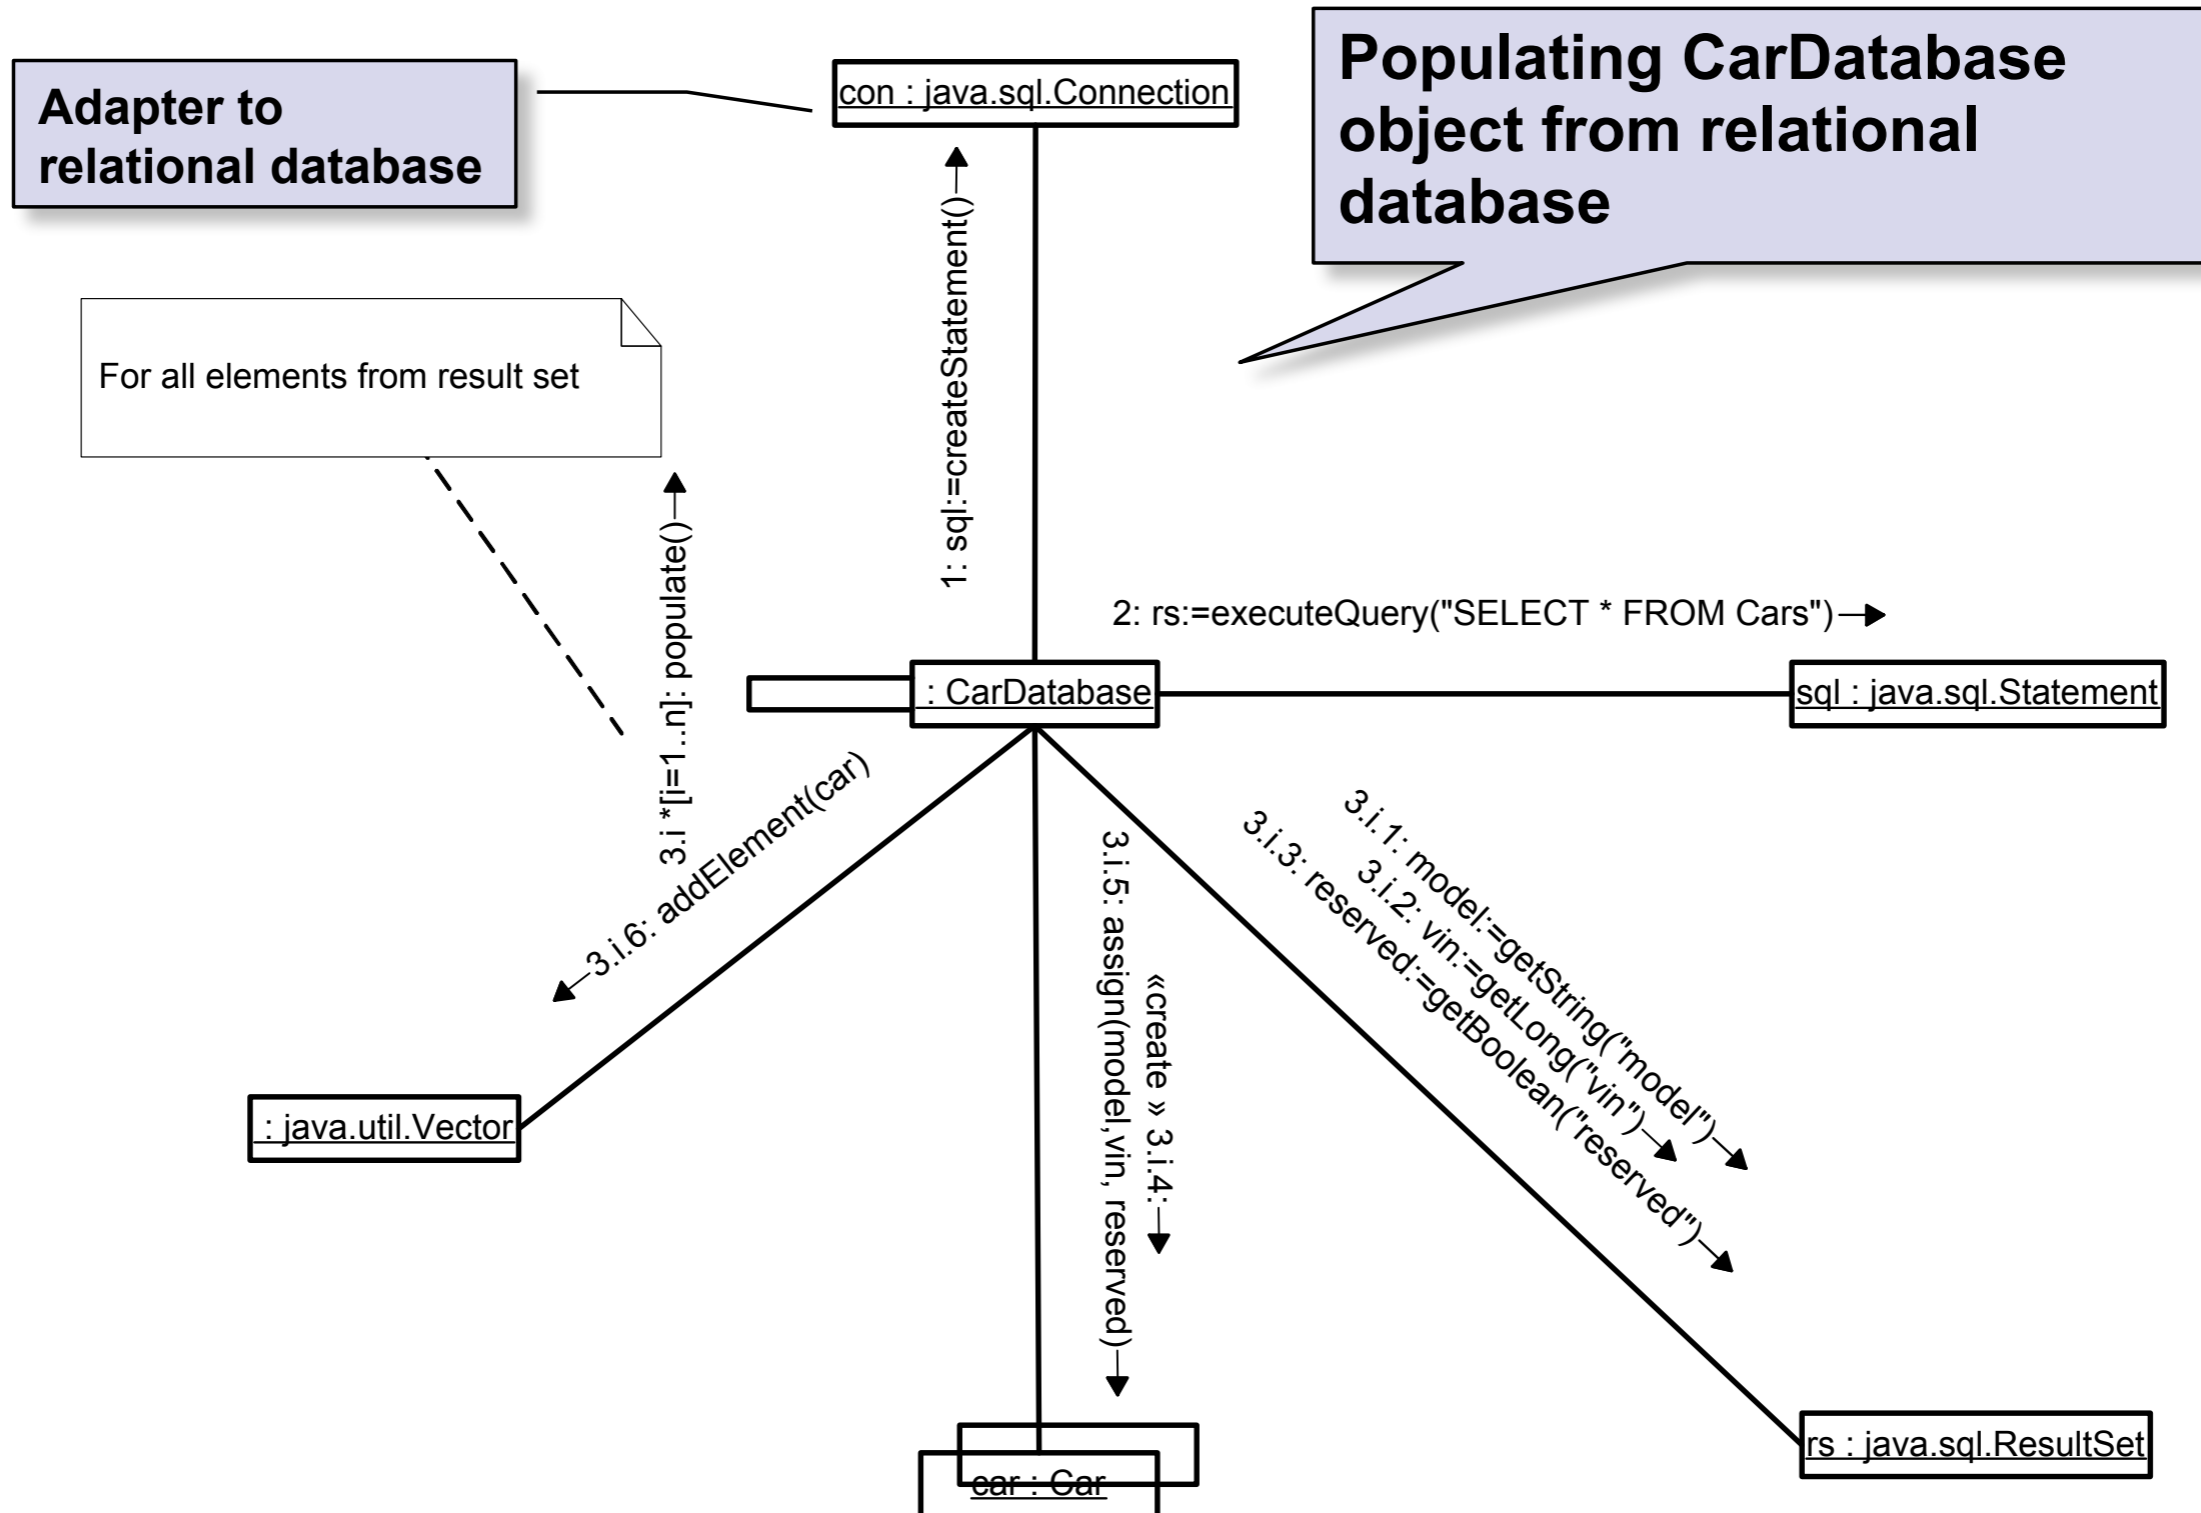 Adapter to
relational database
con : java.sql.Connection
Populating CarDatabase
object from relational
database
1: sql:=createStatement()
For all elements from result set
3.i *[i=1..n]: populate()
2: rs:=executeQuery("SELECT * FROM Cars")
: CarDatabase
sql : java.sql.Statement
3.i.6: addElement(car)
3.i.5: assign(model,vin, reserved)
«create » 3.i.4:
3.i.1: model:=getString("model")
3.i.2: vin:=getLong("vin")
3.i.3: reserved:=getBoolean("reserved")
: java.util.Vector
car : Car
rs : java.sql.ResultSet